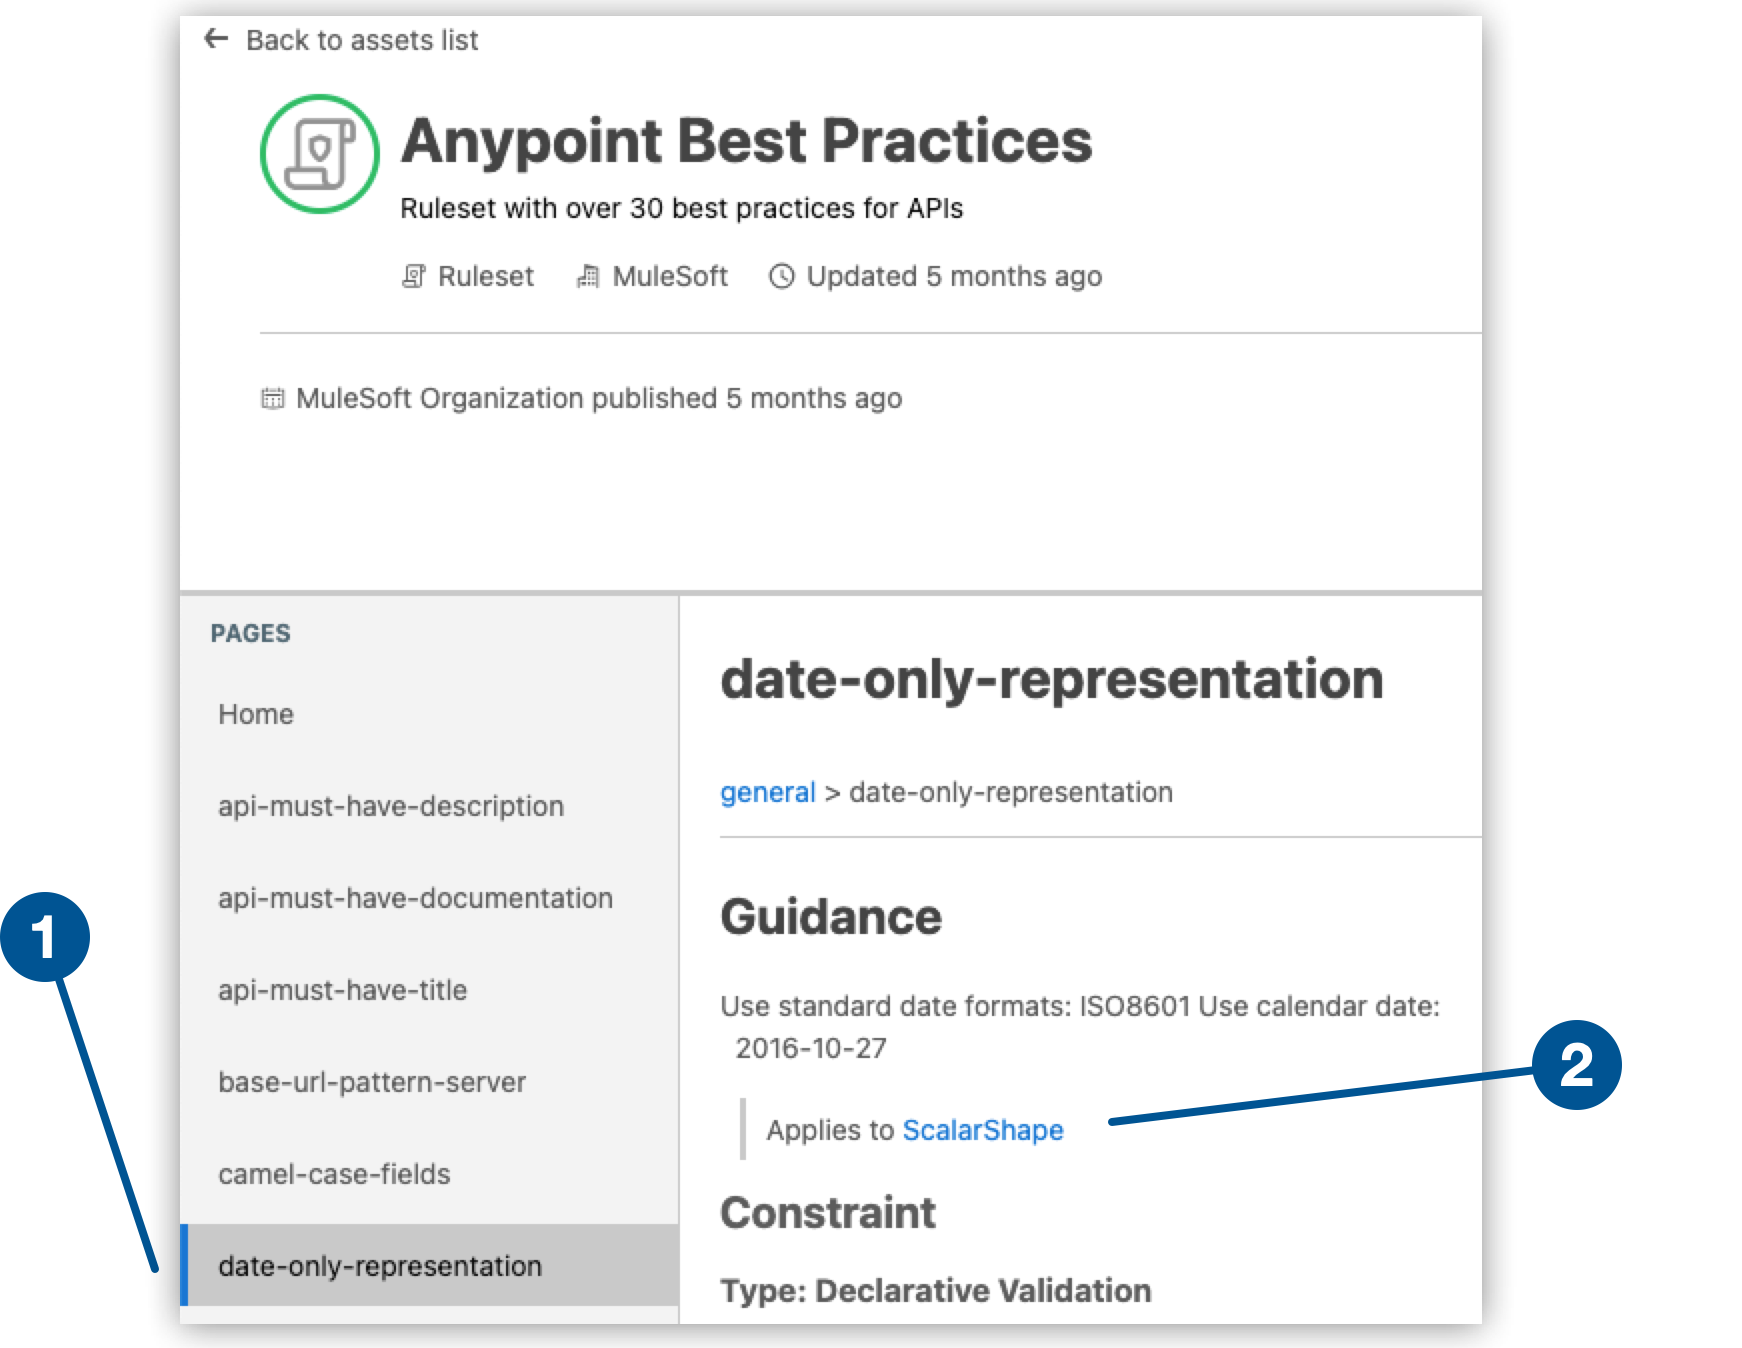 Back to assets list
Anypoint Best Practices
Ruleset with over 30 best practices for APIs
Ruleset MuleSoft Updated 5 months ago
MuleSoft Organization published 5 months ago
PAGES
Home
api-must-have-description
api-must-have-documentation
api-must-have-title
base-url-pattern-server
camel-case-fields
date-only-representation
1
date-only-representation
general > date-only-representation
Guidance
Use standard date formats: ISO8601 Use calendar date:
2016-10-27
Applies to ScalarShape
2
Constraint
Type: Declarative Validation